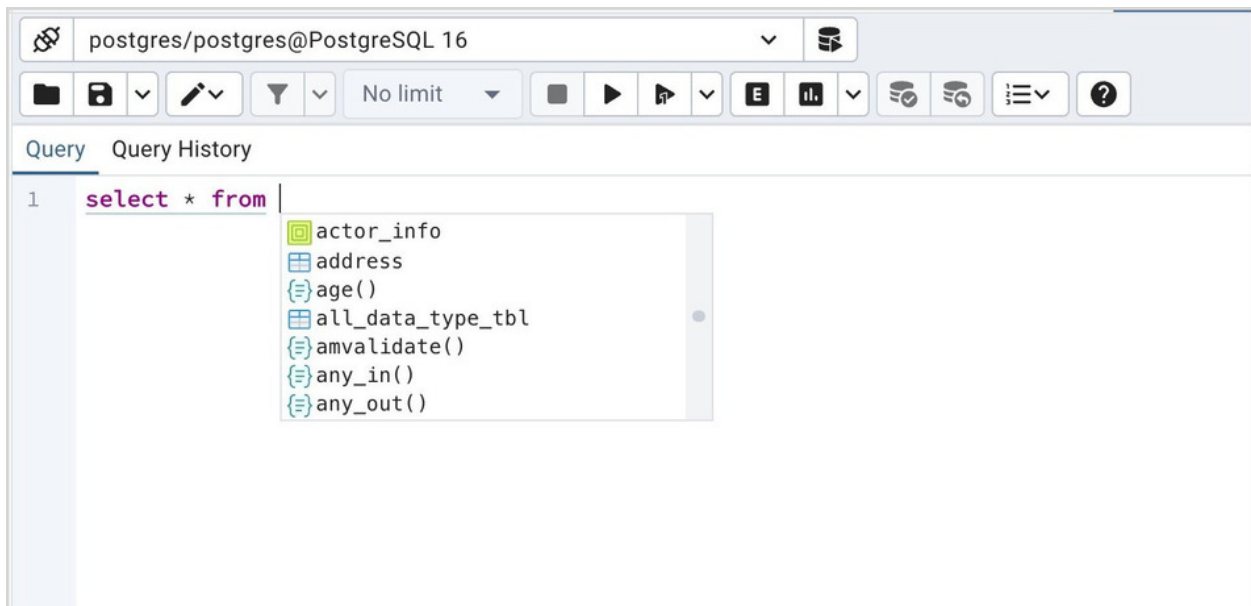 postgres/postgres@PostgreSQL 16
No limit
E
Query Query History
1 select * from
actor_info
address
age()
all_data_type_tbl
amvalidate()
any_in()
any_out()